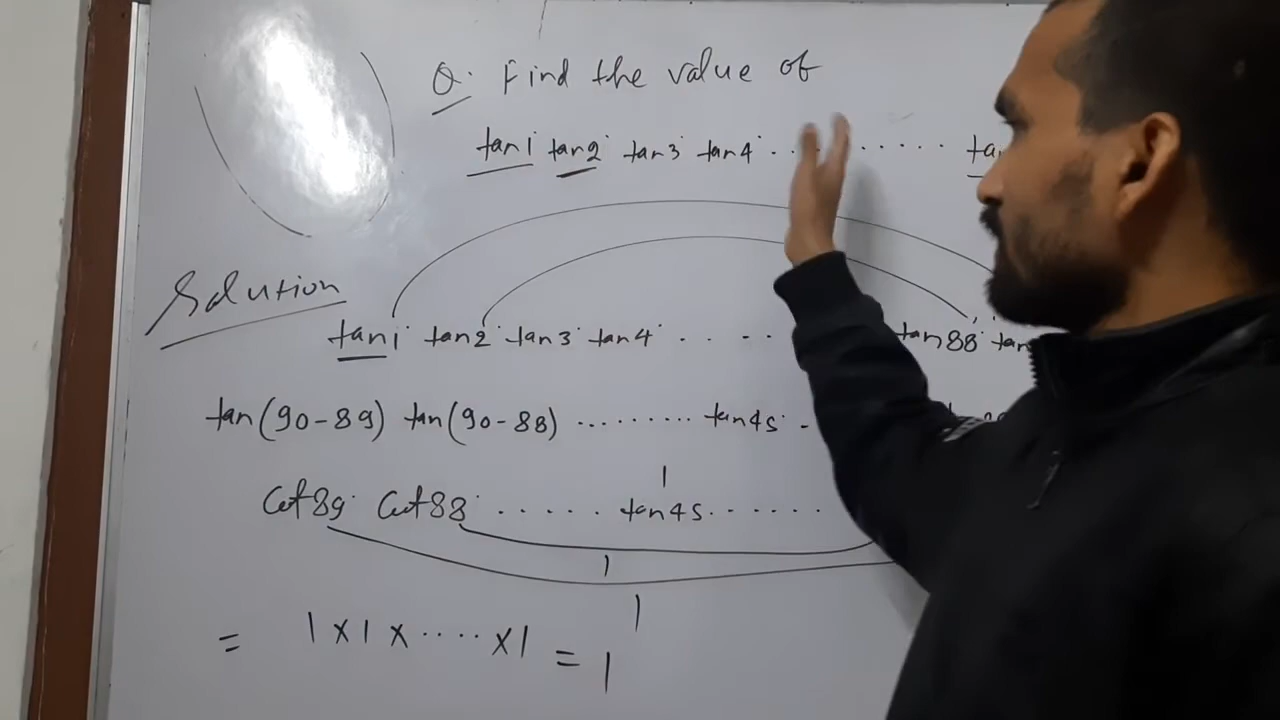 Q. Find the value of
tan1° tan2° tan3° tan4° . . . . . . . . .
Solution
tan1° tan2° tan3° tan4° . . . . . tan88° tan
tan(90-89) tan(90-88) ......... tan45° -
1
Cot89° Cot88° . . . . . tan45 . . . . . .
1
1
= 1 x 1 x ..... x 1 = 1